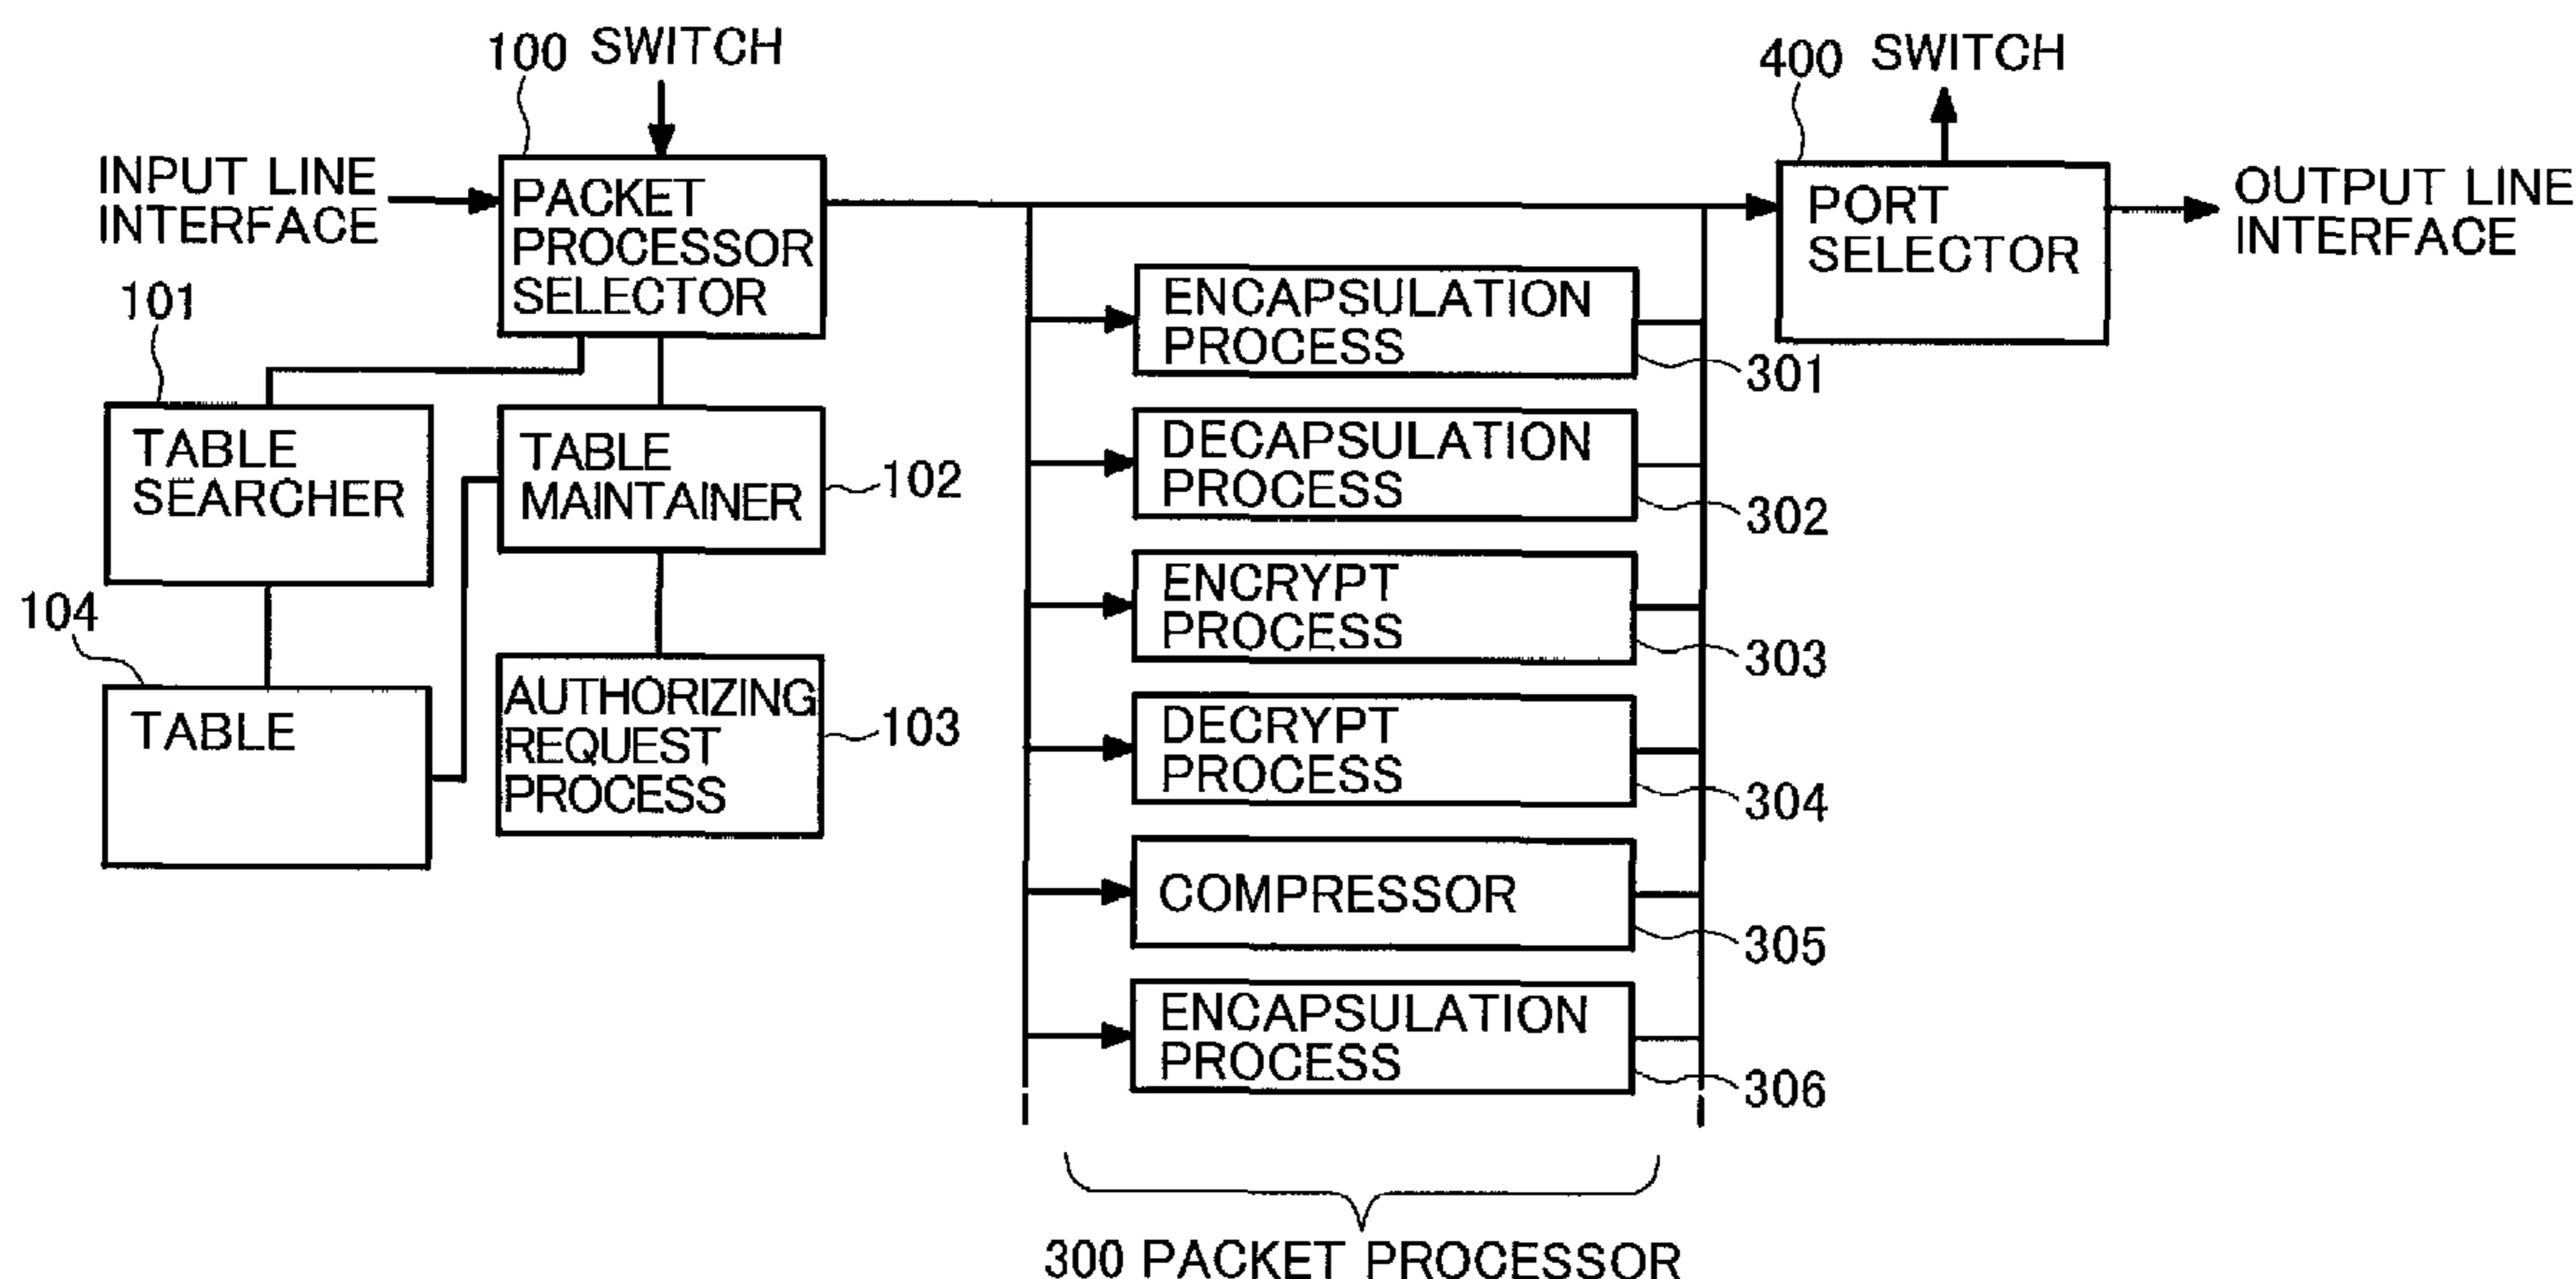 100 SWITCH
400 SWITCH
INPUT LINE
INTERFACE
PACKET
PROCESSOR
SELECTOR
PORT
SELECTOR
OUTPUT LINE
INTERFACE
101
TABLE
SEARCHER
TABLE
MAINTAINER
102
104
TABLE
AUTHORIZING
REQUEST
PROCESS
103
ENCAPSULATION
PROCESS
301
DECAPSULATION
PROCESS
302
ENCRYPT
PROCESS
303
DECRYPT
PROCESS
304
COMPRESSOR
305
ENCAPSULATION
PROCESS
306
300 PACKET PROCESSOR